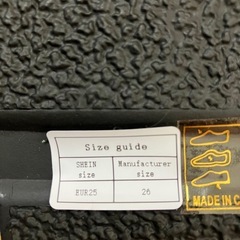 Size guide
SHEIN size Manufacturer size
EUR25 26
MADE IN C